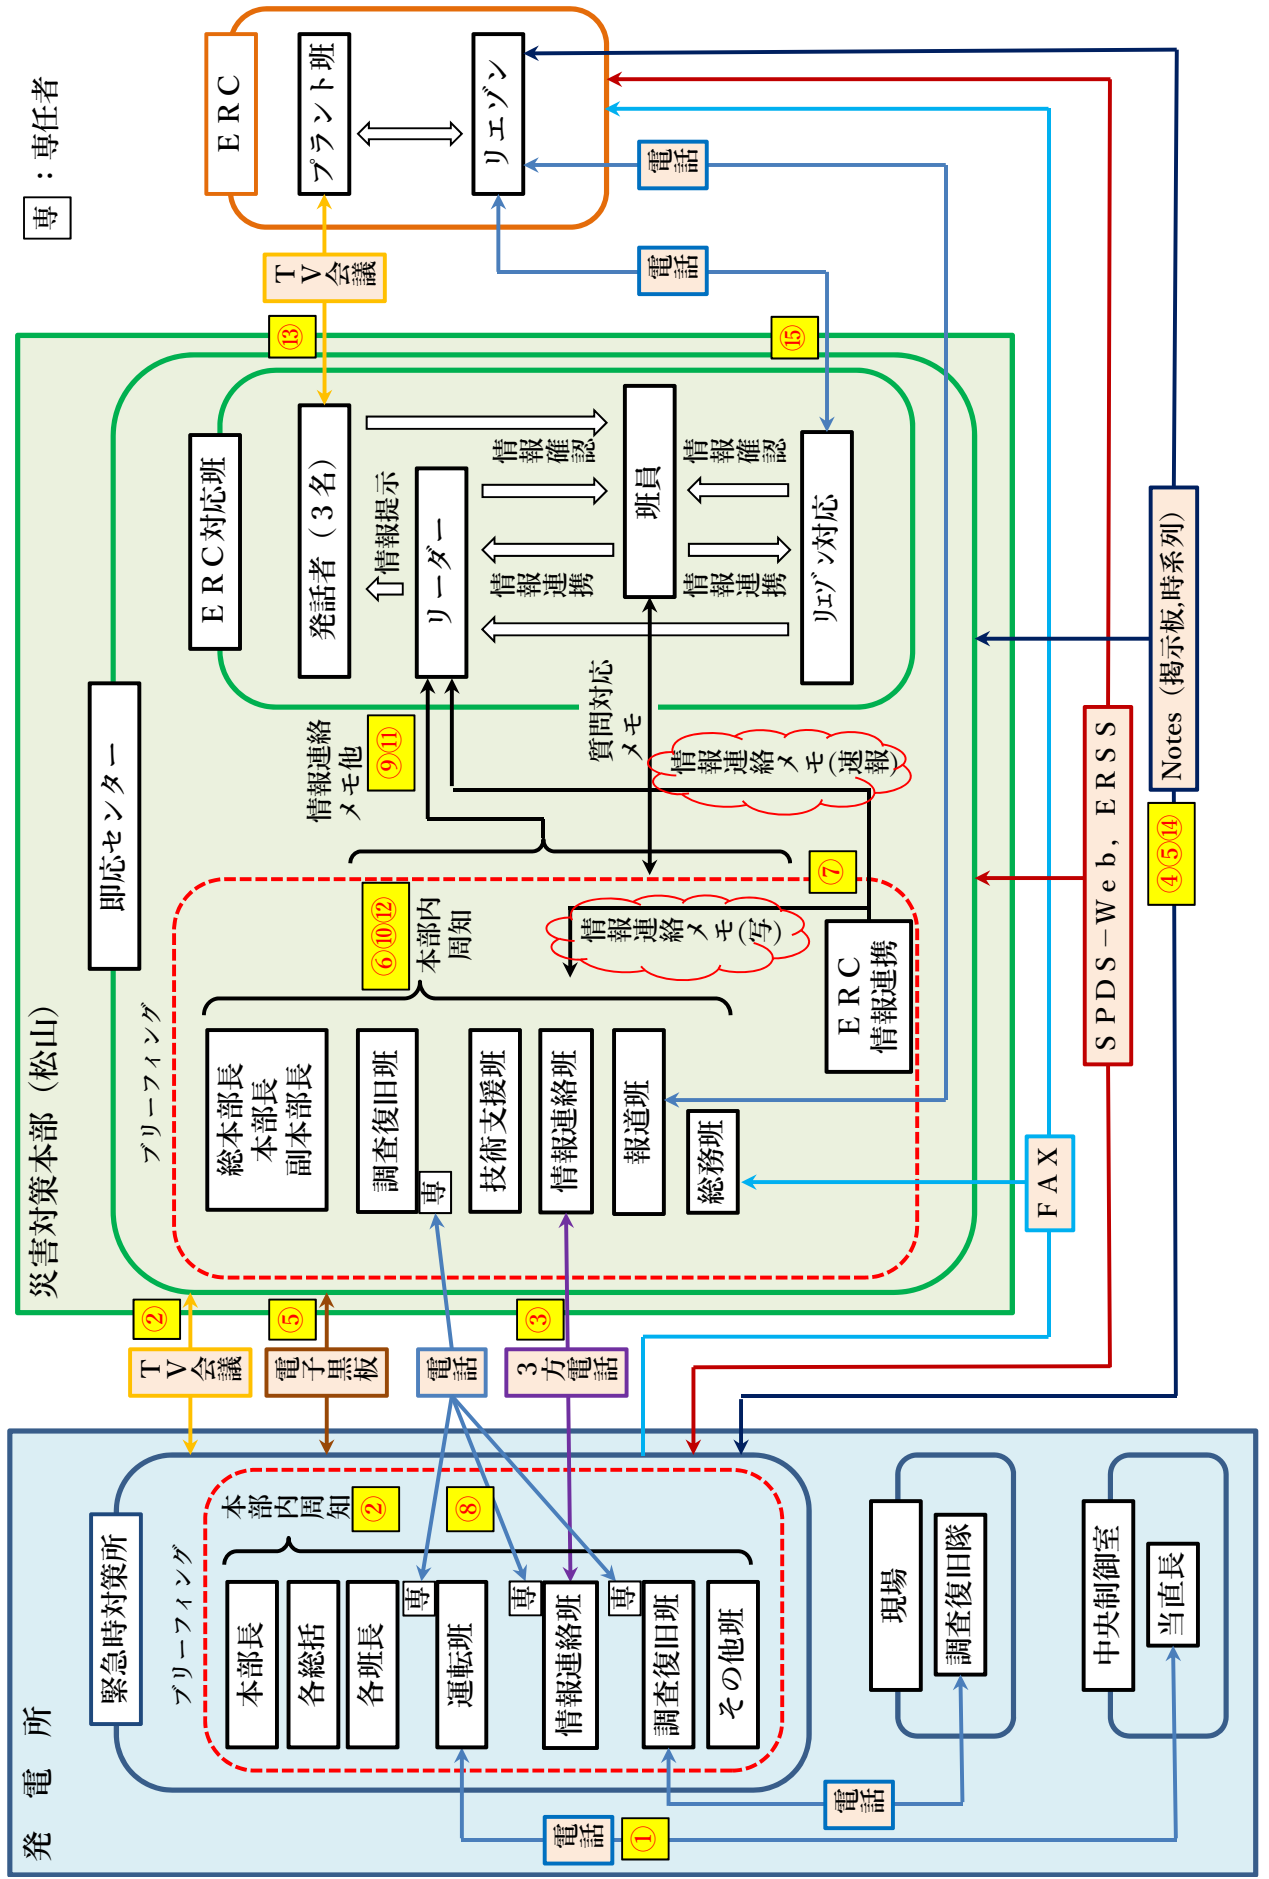 専：専任者
発電所
緊急時対策所
ブリーフィング
本部長
各総括
各班長
運転班
専
情報連絡班
専
調査復旧班
専
その他班
本部内周知
②
⑧
電話
①
電話
現場
調査復旧隊
中央制御室
当直長
TV会議
②
電子黒板
⑤
電話
3方電話
③
災害対策本部（松山）
即応センター
ブリーフィング
総本部長
本部長
副本部長
調査復旧班
専
技術支援班
情報連絡班
報道班
総務班
⑥⑩⑫
本部内
周知
情報連絡
メモ(写)
ERC
情報連携
⑦
情報連絡
メモ他
⑨⑪
質問対応
メモ
情報連絡
メモ(速報)
ERC対応班
発話者（3名）
情報提示
リーダー
情報確認
情報連携
班員
情報確認
情報連携
ﾘｴｿﾞﾝ対応
⑬
⑮
TV会議
電話
電話
ERC
プラント班
リエゾン
FAX
SPDS−Web, ERSS
Notes（掲示板,時系列）
④⑤⑭